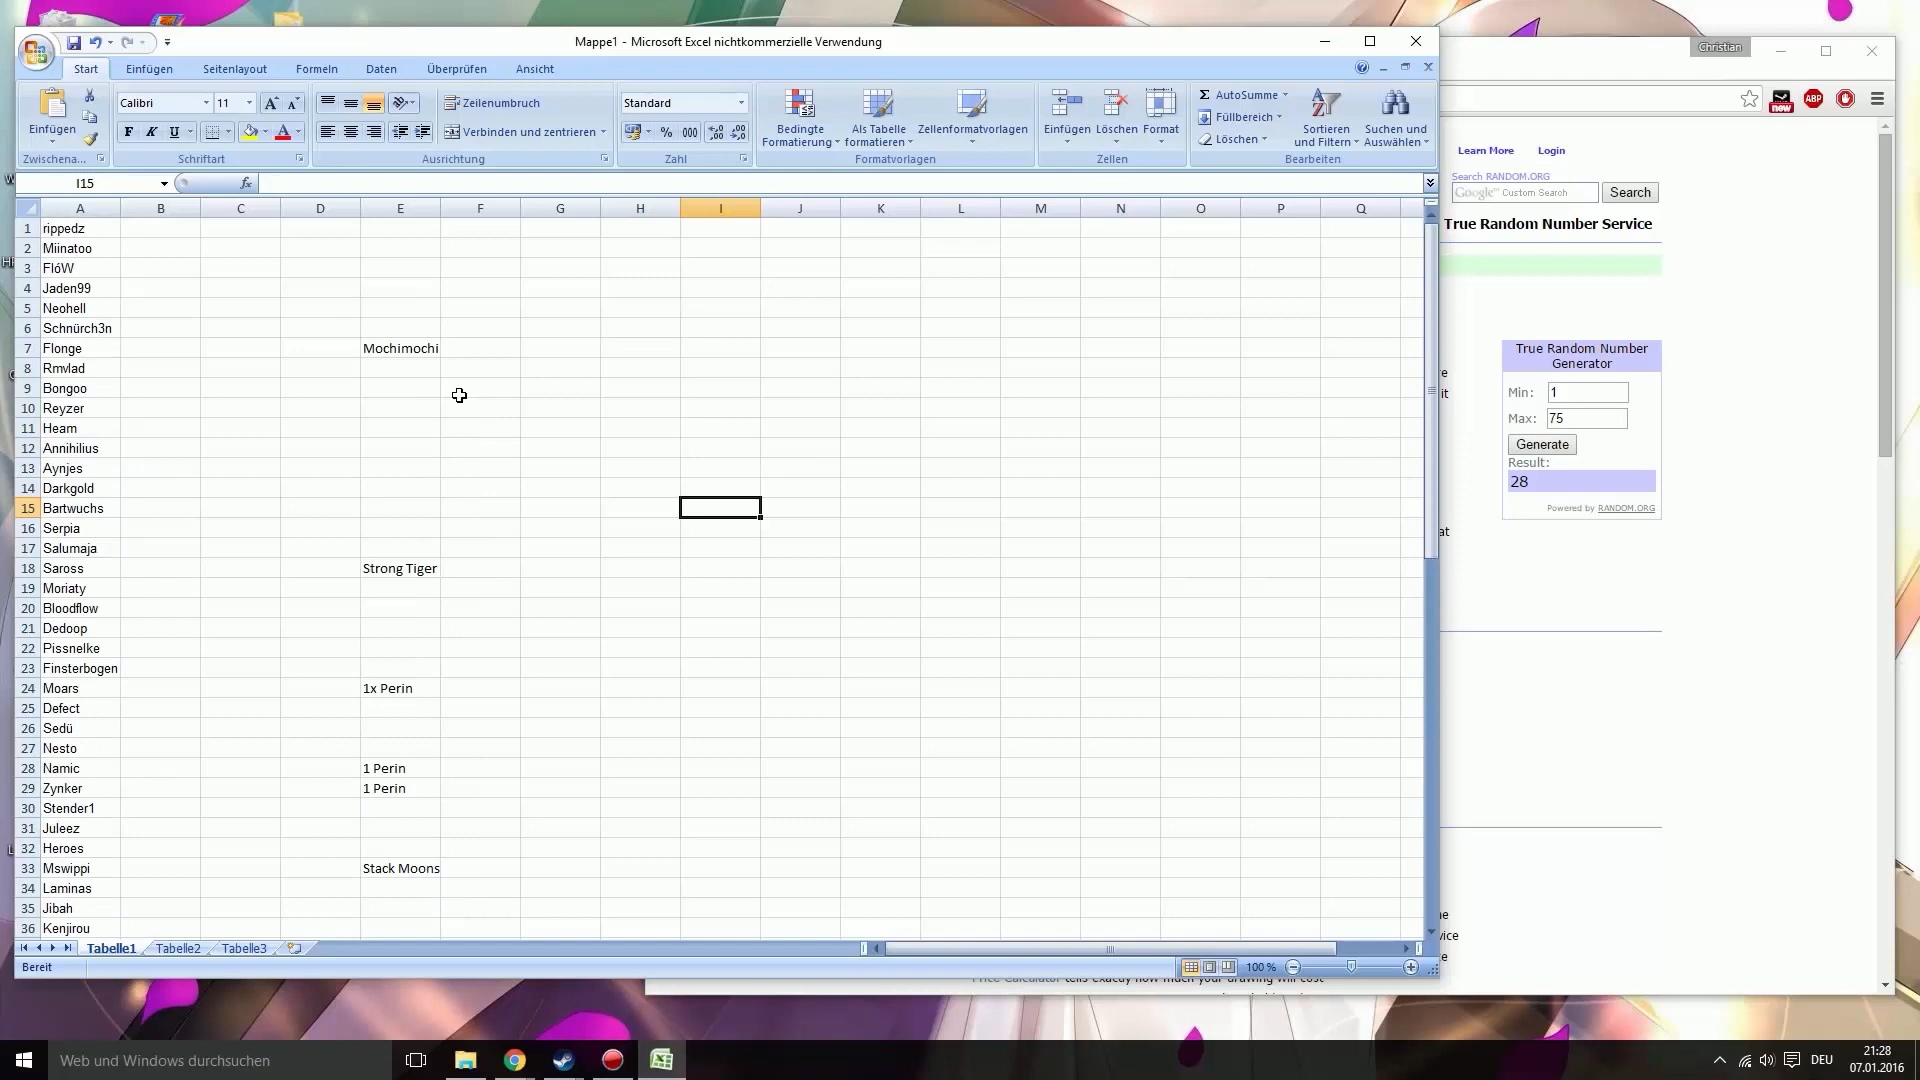 Mappe1 - Microsoft Excel nichtkommerzielle Verwendung
Christian
Start Einfügen Seitenlayout Formeln Daten Überprüfen Ansicht
Einfügen
Zwischena...
Calibri 11
F K U
Schriftart
Zeilenumbruch
Verbinden und zentrieren
Ausrichtung
Standard
% 000
Zahl
Bedingte Formatierung
Als Tabelle formatieren
Zellenformatvorlagen
Formatvorlagen
Einfügen Löschen Format
Zellen
Σ AutoSumme
Füllbereich
Löschen
Sortieren und Filtern
Suchen und Auswählen
Bearbeiten
new ABP
I15 fx
A B C D E F G H I J K L M N O P Q
1 rippedz
2 Miinatoo
3 FlóW
4 Jaden99
5 Neohell
6 Schnürch3n
7 Flonge Mochimochi
8 Rmvlad
9 Bongoo
10 Reyzer
11 Heam
12 Annihilius
13 Aynjes
14 Darkgold
15 Bartwuchs
16 Serpia
17 Salumaja
18 Saross Strong Tiger
19 Moriaty
20 Bloodflow
21 Dedoop
22 Pissnelke
23 Finsterbogen
24 Moars 1x Perin
25 Defect
26 Sedü
27 Nesto
28 Namic 1 Perin
29 Zynker 1 Perin
30 Stender1
31 Juleez
32 Heroes
33 Mswippi Stack Moons
34 Laminas
35 Jibah
36 Kenjirou
Tabelle1 Tabelle2 Tabelle3
Bereit
100 %
Learn More Login
Search RANDOM.ORG
Google™ Custom Search Search
True Random Number Service
True Random Number
Generator
Min: 1
Max: 75
Generate
Result:
28
Powered by RANDOM.ORG
Web und Windows durchsuchen
DEU
21:28
07.01.2016